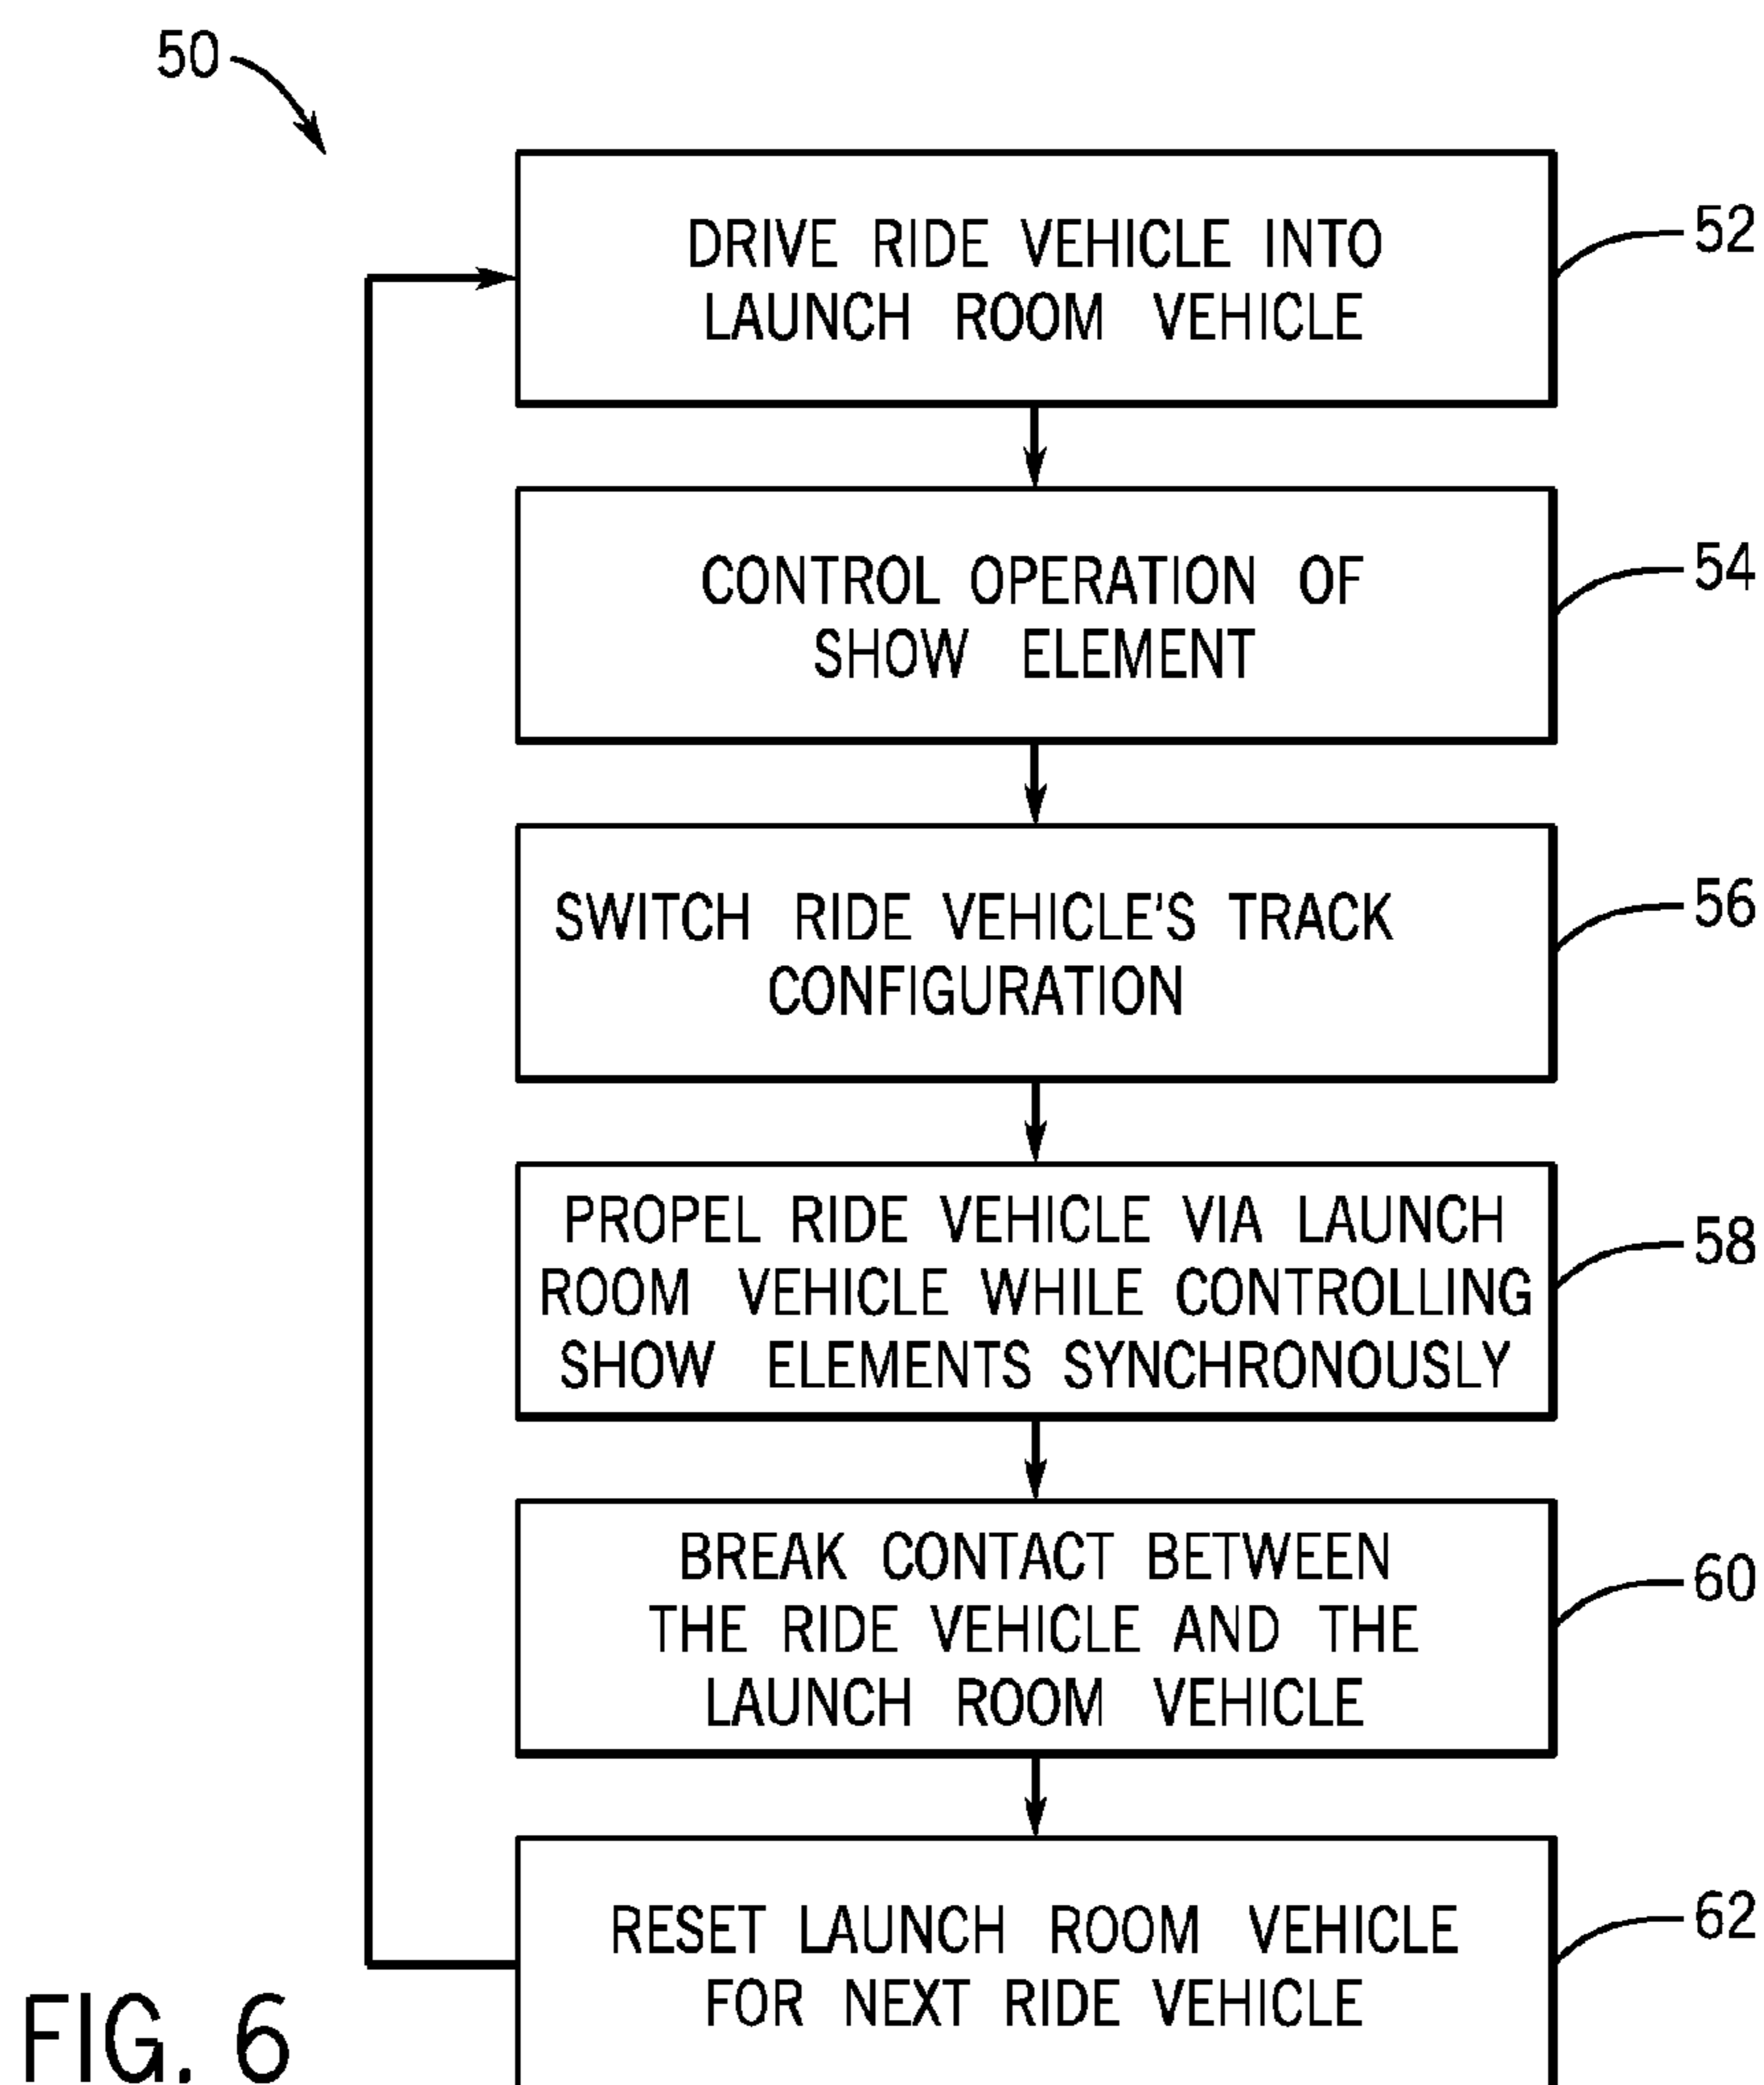 50
DRIVE RIDE VEHICLE INTO
LAUNCH ROOM VEHICLE
52
CONTROL OPERATION OF
SHOW ELEMENT
54
SWITCH RIDE VEHICLE'S TRACK
CONFIGURATION
56
PROPEL RIDE VEHICLE VIA LAUNCH
ROOM VEHICLE WHILE CONTROLLING
SHOW ELEMENTS SYNCHRONOUSLY
58
BREAK CONTACT BETWEEN
THE RIDE VEHICLE AND THE
LAUNCH ROOM VEHICLE
60
RESET LAUNCH ROOM VEHICLE
FOR NEXT RIDE VEHICLE
62
FIG. 6